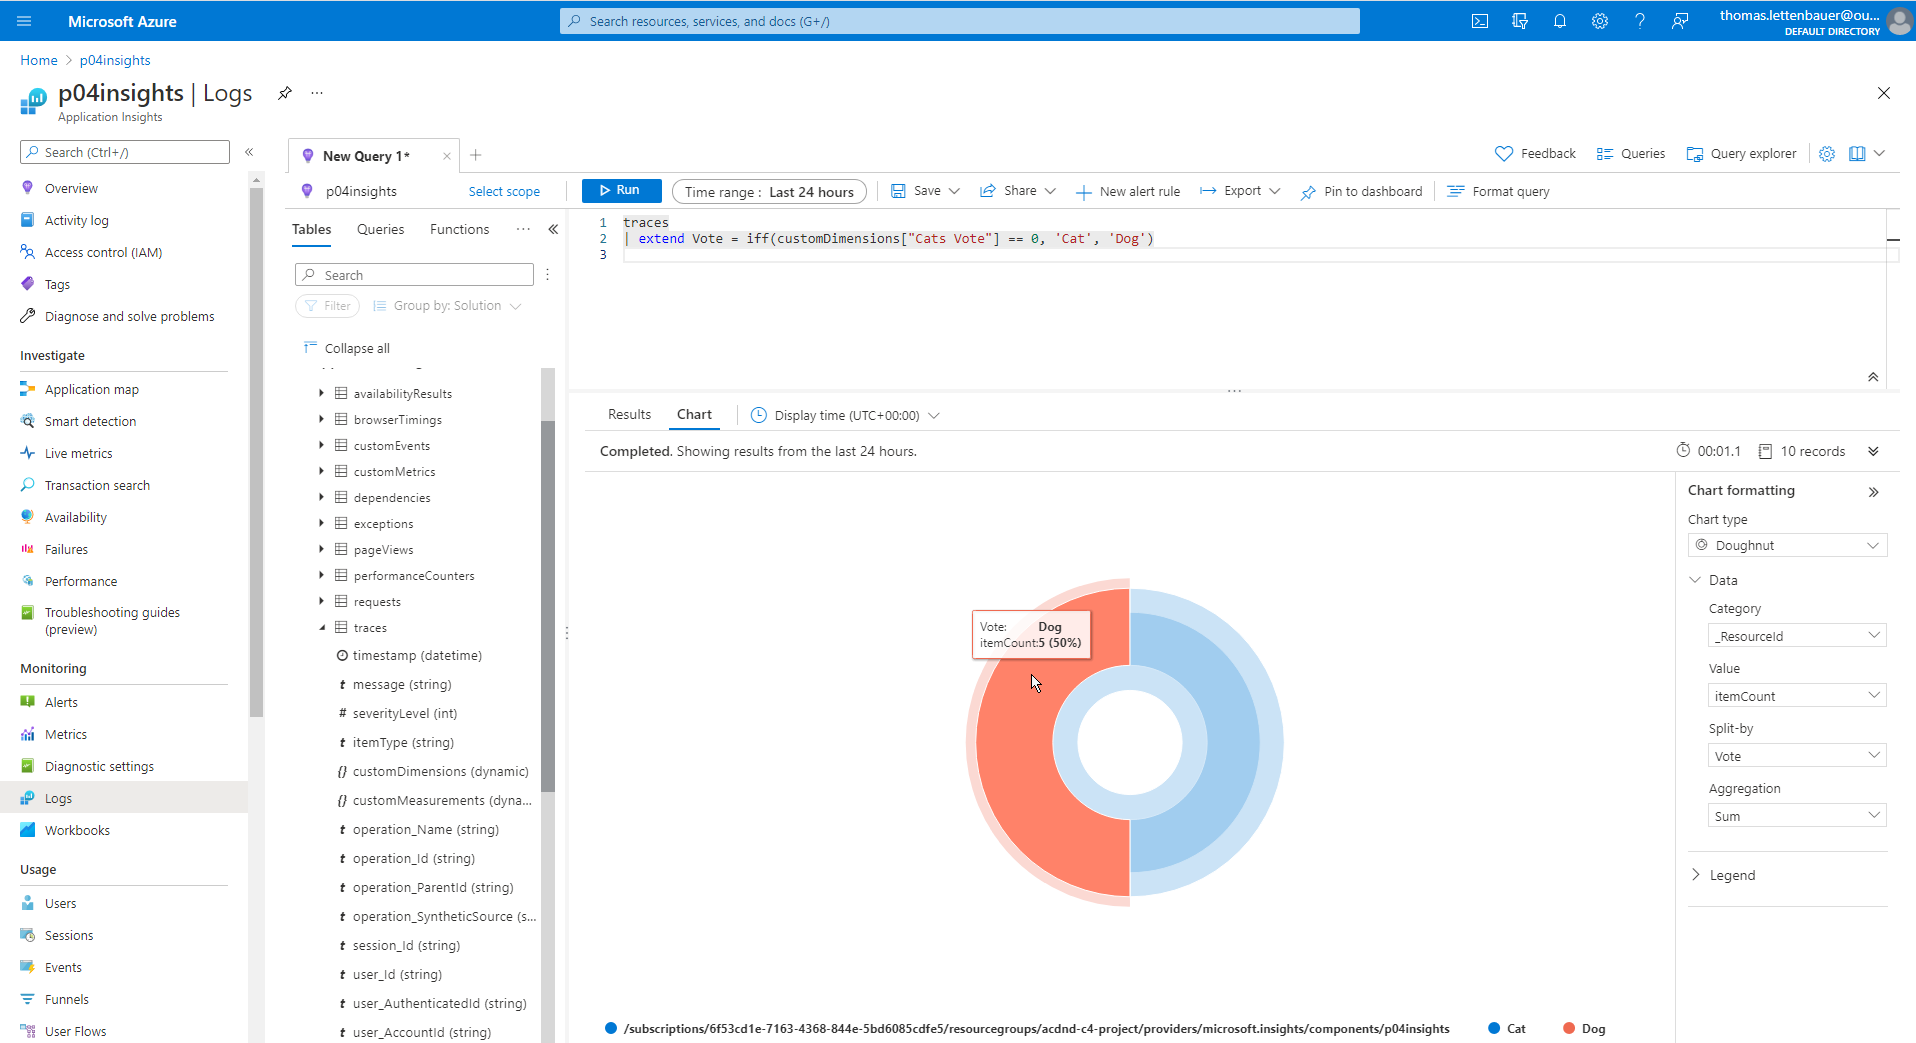 Microsoft Azure
Search resources, services, and docs (G+/)
thomas.lettenbauer@ou...
DEFAULT DIRECTORY
Home > p04insights
p04insights | Logs
Application Insights
Search (Ctrl+/)
Overview
Activity log
Access control (IAM)
Tags
Diagnose and solve problems
Investigate
Application map
Smart detection
Live metrics
Transaction search
Availability
Failures
Performance
Troubleshooting guides
(preview)
Monitoring
Alerts
Metrics
Diagnostic settings
Logs
Workbooks
Usage
Users
Sessions
Events
Funnels
User Flows
New Query 1*
Feedback
Queries
Query explorer
p04insights
Select scope
Run
Time range : Last 24 hours
Save
Share
New alert rule
Export
Pin to dashboard
Format query
Tables
Queries
Functions
Search
Filter
Group by: Solution
Collapse all
availabilityResults
browserTimings
customEvents
customMetrics
dependencies
exceptions
pageViews
performanceCounters
requests
traces
timestamp (datetime)
t message (string)
# severityLevel (int)
t itemType (string)
{} customDimensions (dynamic)
{} customMeasurements (dyna...
t operation_Name (string)
t operation_Id (string)
t operation_ParentId (string)
t operation_SyntheticSource (s...
t session_Id (string)
t user_Id (string)
t user_AuthenticatedId (string)
t user_AccountId (string)
1 traces
2 | extend Vote = iff(customDimensions["Cats Vote"] == 0, 'Cat', 'Dog')
3
Results
Chart
Display time (UTC+00:00)
Completed. Showing results from the last 24 hours.
00:01.1
10 records
Vote: Dog
itemCount:5 (50%)
/subscriptions/6f53cd1e-7163-4368-844e-5bd6085cdfe5/resourcegroups/acdnd-c4-project/providers/microsoft.insights/components/p04insights
Cat
Dog
Chart formatting
Chart type
Doughnut
Data
Category
_ResourceId
Value
itemCount
Split-by
Vote
Aggregation
Sum
Legend